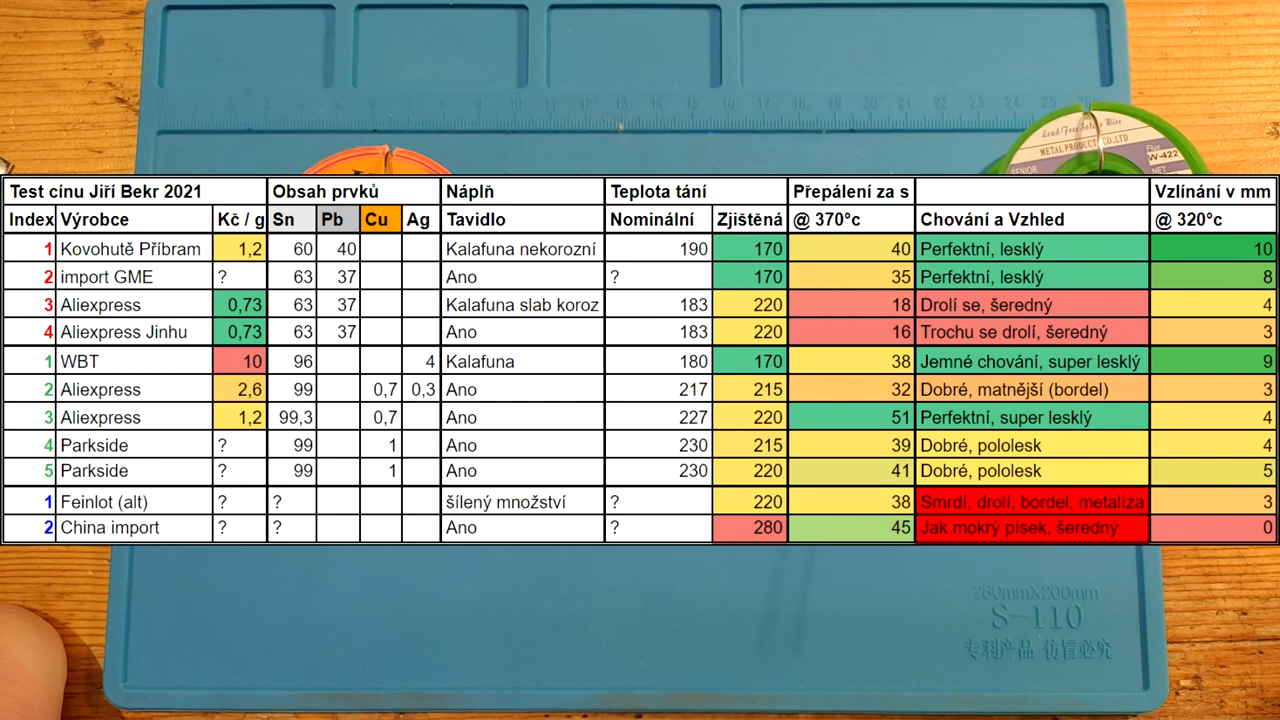 Lead-Free Solder Wire
METAL PRODUCTS CO.,LTD
SENIOR
Flux
W-422
NET
Test cínu Jiří Bekr 2021 Obsah prvků Náplň Teplota tání Přepálení za s Vzlínání v mm
Index Výrobce Kč / g Sn Pb Cu Ag Tavidlo Nominální Zjištěná @ 370°c Chování a Vzhled @ 320°c
1 Kovohutě Příbram 1,2 60 40 Kalafuna nekorozní 190 170 40 Perfektní, lesklý 10
2 import GME ? 63 37 Ano ? 170 35 Perfektní, lesklý 8
3 Aliexpress 0,73 63 37 Kalafuna slab koroz 183 220 18 Drolí se, šeredný 4
4 Aliexpress Jinhu 0,73 63 37 Ano 183 220 16 Trochu se drolí, šeredný 3
1 WBT 10 96 4 Kalafuna 180 170 38 Jemné chování, super lesklý 9
2 Aliexpress 2,6 99 0,7 0,3 Ano 217 215 32 Dobré, matnější (bordel) 3
3 Aliexpress 1,2 99,3 0,7 Ano 227 220 51 Perfektní, super lesklý 4
4 Parkside ? 99 1 Ano 230 215 39 Dobré, pololesk 4
5 Parkside ? 99 1 Ano 230 220 41 Dobré, pololesk 5
1 Feinlot (alt) ? ? šílený množství ? 220 38 Smrdí, drolí, bordel, metalíza 3
2 China import ? ? Ano ? 280 45 Jak mokrý písek, šeredný 0
280mmX200mm
S-110
专利产品 仿冒必究